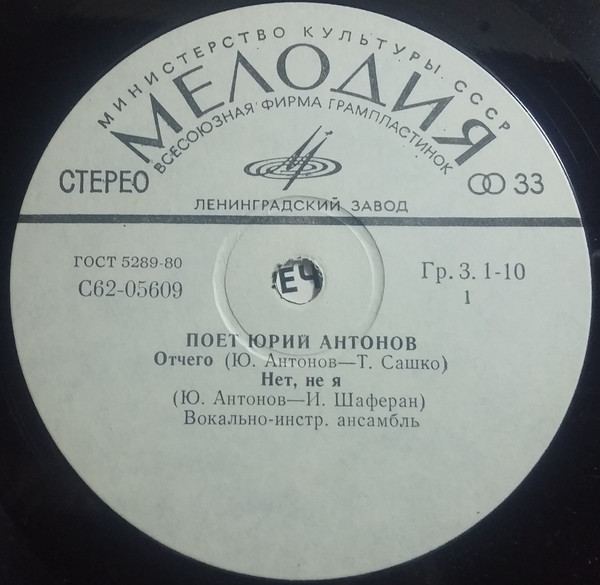 МИНИСТЕРСТВО КУЛЬТУРЫ СССР
МЕЛОДИЯ
ВСЕСОЮЗНАЯ ФИРМА ГРАМПЛАСТИНОК
СТЕРЕО
33
ЛЕНИНГРАДСКИЙ ЗАВОД
ГОСТ 5289-80
С62-05609
Гр. 3. 1-10
1
ЕЧ
ПОЕТ ЮРИЙ АНТОНОВ
Отчего (Ю. Антонов—Т. Сашко)
Нет, не я
(Ю. Антонов—И. Шаферан)
Вокально-инстр. ансамбль